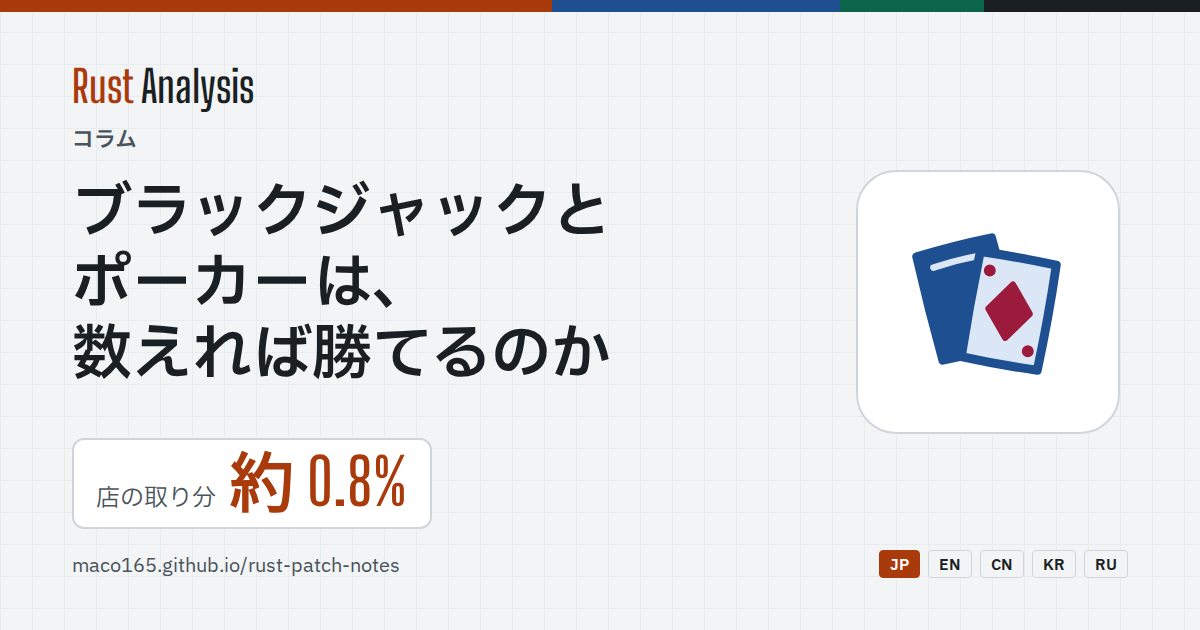 Rust Analysis
コラム
ブラックジャックと
ポーカーは、
数えれば勝てるのか
店の取り分 約 0.8%
maco165.github.io/rust-patch-notes
JP EN CN KR RU